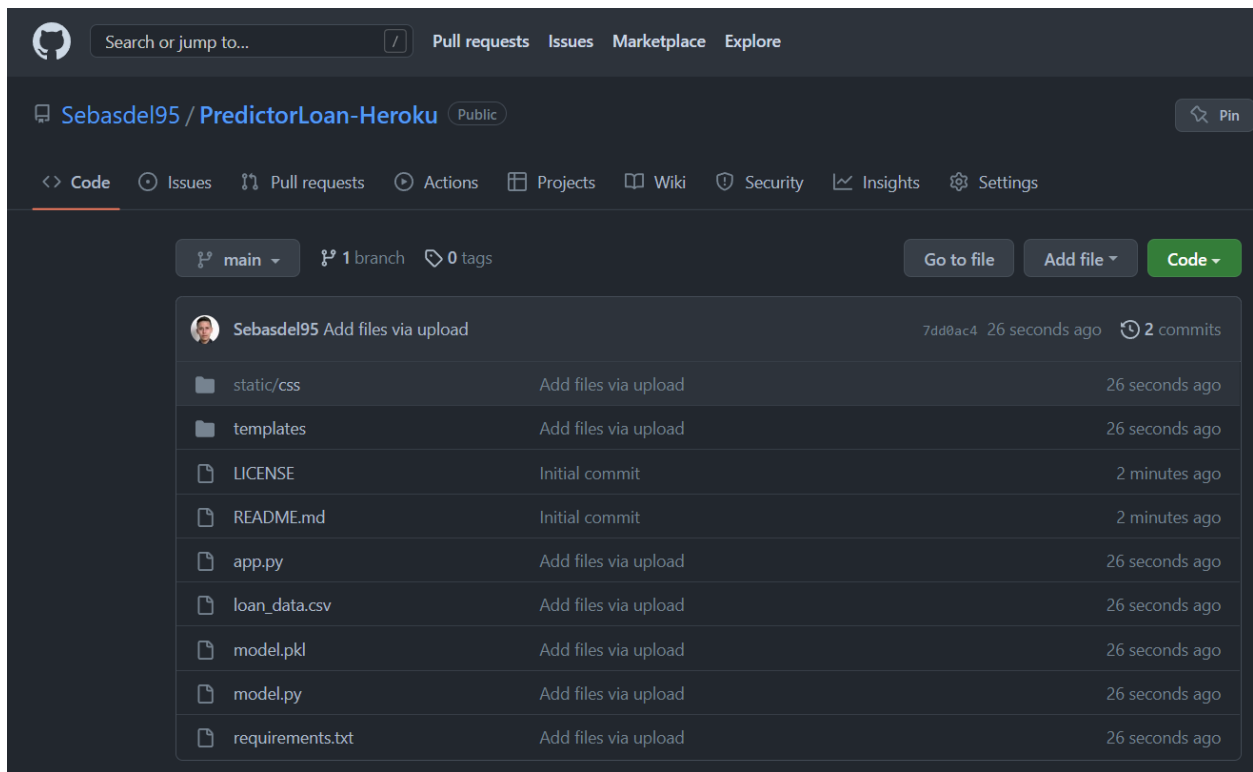 Search or jump to... / Pull requests Issues Marketplace Explore
Sebasdel95 / PredictorLoan-Heroku Public Pin
<> Code Issues Pull requests Actions Projects Wiki Security Insights Settings
main 1 branch 0 tags Go to file Add file Code
Sebasdel95 Add files via upload 7dd0ac4 26 seconds ago 2 commits
static/css Add files via upload 26 seconds ago
templates Add files via upload 26 seconds ago
LICENSE Initial commit 2 minutes ago
README.md Initial commit 2 minutes ago
app.py Add files via upload 26 seconds ago
loan_data.csv Add files via upload 26 seconds ago
model.pkl Add files via upload 26 seconds ago
model.py Add files via upload 26 seconds ago
requirements.txt Add files via upload 26 seconds ago